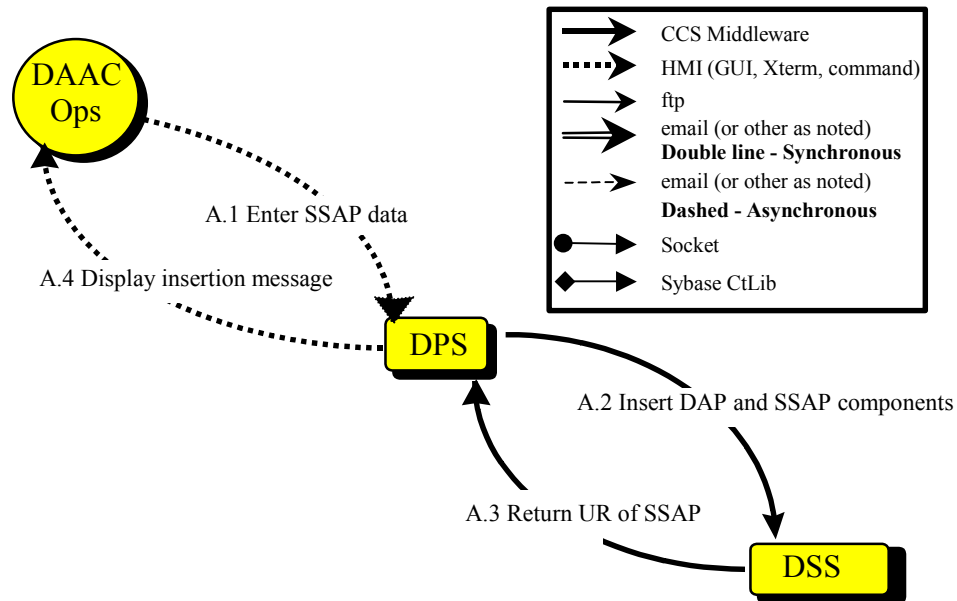 DAAC
Ops
CCS Middleware
HMI (GUI, Xterm, command)
ftp
email (or other as noted)
Double line - Synchronous
email (or other as noted)
Dashed - Asynchronous
Socket
Sybase CtLib
A.1 Enter SSAP data
A.4 Display insertion message
DPS
A.2 Insert DAP and SSAP components
A.3 Return UR of SSAP
DSS